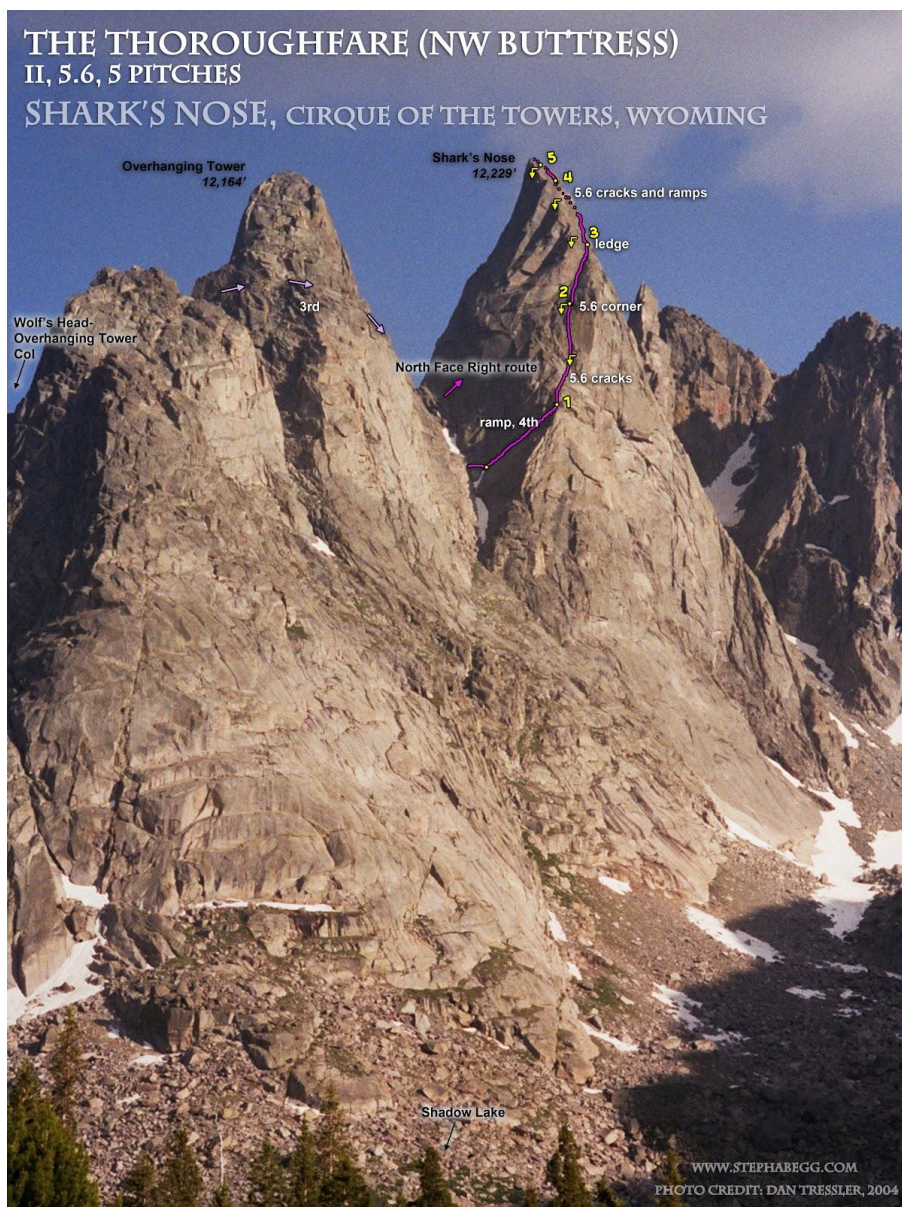 THE THOROUGHFARE (NW BUTTRESS)
II, 5.6, 5 PITCHES
SHARK'S NOSE, CIRQUE OF THE TOWERS, WYOMING
Overhanging Tower
12,164'
Shark's Nose
12,229'
5
4
5.6 cracks and ramps
3
ledge
2
5.6 corner
3rd
Wolf's Head-
Overhanging Tower
Col
North Face Right route
5.6 cracks
1
ramp, 4th
Shadow Lake
WWW.STEPHABEGG.COM
PHOTO CREDIT: DAN TRESSLER, 2004